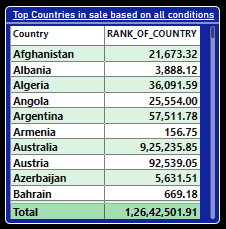 Top Countries in sale based on all conditions
Country RANK_OF_COUNTRY
Afghanistan 21,673.32
Albania 3,888.12
Algeria 36,091.59
Angola 25,554.00
Argentina 57,511.78
Armenia 156.75
Australia 9,25,235.85
Austria 92,539.05
Azerbaijan 5,631.51
Bahrain 669.18
Total 1,26,42,501.91